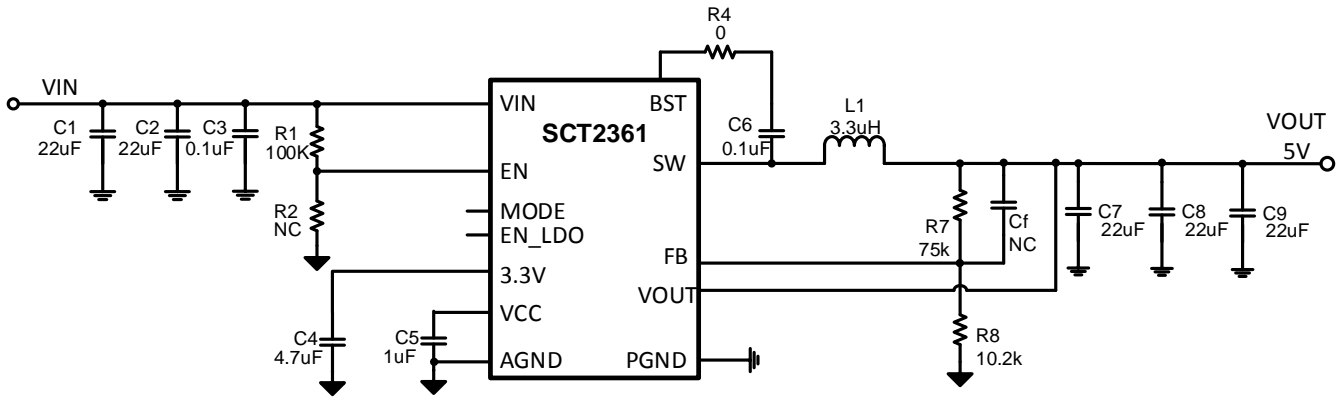 R4
0
VIN
C1
22uF
C2
22uF
C3
0.1uF
R1
100K
R2
NC
VIN
BST
SCT2361
EN
SW
MODE
EN_LDO
FB
3.3V
VOUT
VCC
AGND
PGND
C4
4.7uF
C5
1uF
C6
0.1uF
L1
3.3uH
VOUT
5V
R7
75k
Cf
NC
C7
22uF
C8
22uF
C9
22uF
R8
10.2k